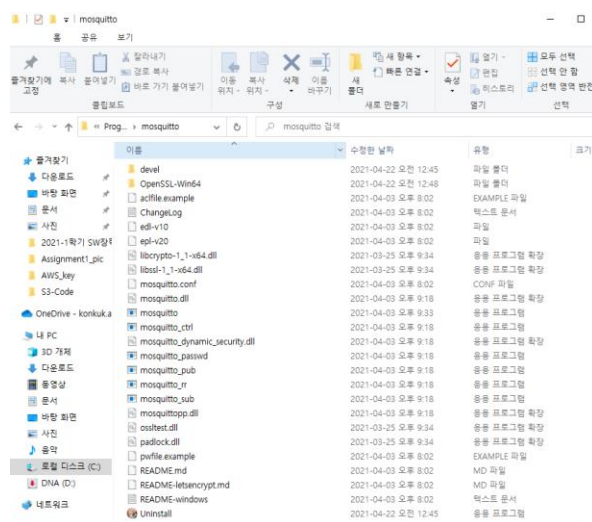 mosquitto
홈 공유 보기
즐겨찾기에 고정
복사
붙여넣기
잘라내기
경로 복사
바로 가기 붙여넣기
클립보드
이동 위치
복사 위치
삭제
이름 바꾸기
구성
새 폴더
새 항목
빠른 연결
새로 만들기
속성
열기
편집
히스토리
열기
모두 선택
선택 안 함
선택 영역 반전
선택
« Prog... > mosquitto
mosquitto 검색
즐겨찾기
다운로드
바탕 화면
문서
사진
Assignment1_pic
AWS_key
S3-Code
OneDrive - konkuk.a
내 PC
3D 개체
다운로드
동영상
문서
바탕 화면
사진
음악
로컬 디스크 (C:)
DNA (D:)
네트워크
이름 수정한 날짜 유형 크기
devel 2021-04-22 오전 12:45 파일 폴더
OpenSSL-Win64 2021-04-22 오전 12:48 파일 폴더
aclfile.example 2021-04-03 오후 8:02 EXAMPLE 파일
ChangeLog 2021-04-03 오후 8:02 텍스트 문서
edl-v10 2021-04-03 오후 8:02 파일
epl-v20 2021-04-03 오후 8:02 파일
libcrypto-1_1-x64.dll 2021-03-25 오후 9:34 응용 프로그램 확장
libssl-1_1-x64.dll 2021-03-25 오후 9:34 응용 프로그램 확장
mosquitto.conf 2021-04-03 오후 8:02 CONF 파일
mosquitto.dll 2021-04-03 오후 9:18 응용 프로그램 확장
mosquitto 2021-04-03 오후 9:33 응용 프로그램
mosquitto_ctrl 2021-04-03 오후 9:18 응용 프로그램
mosquitto_dynamic_security.dll 2021-04-03 오후 9:18 응용 프로그램 확장
mosquitto_passwd 2021-04-03 오후 9:18 응용 프로그램
mosquitto_pub 2021-04-03 오후 9:18 응용 프로그램
mosquitto_rr 2021-04-03 오후 9:18 응용 프로그램
mosquitto_sub 2021-04-03 오후 9:18 응용 프로그램
mosquittopp.dll 2021-04-03 오후 9:18 응용 프로그램 확장
ossltest.dll 2021-03-25 오후 9:34 응용 프로그램 확장
padlock.dll 2021-03-25 오후 9:34 응용 프로그램 확장
pwfile.example 2021-04-03 오후 8:02 EXAMPLE 파일
README.md 2021-04-03 오후 8:02 MD 파일
README-letsencrypt.md 2021-04-03 오후 8:02 MD 파일
README-windows 2021-04-03 오후 8:02 텍스트 문서
Uninstall 2021-04-22 오전 12:45 응용 프로그램